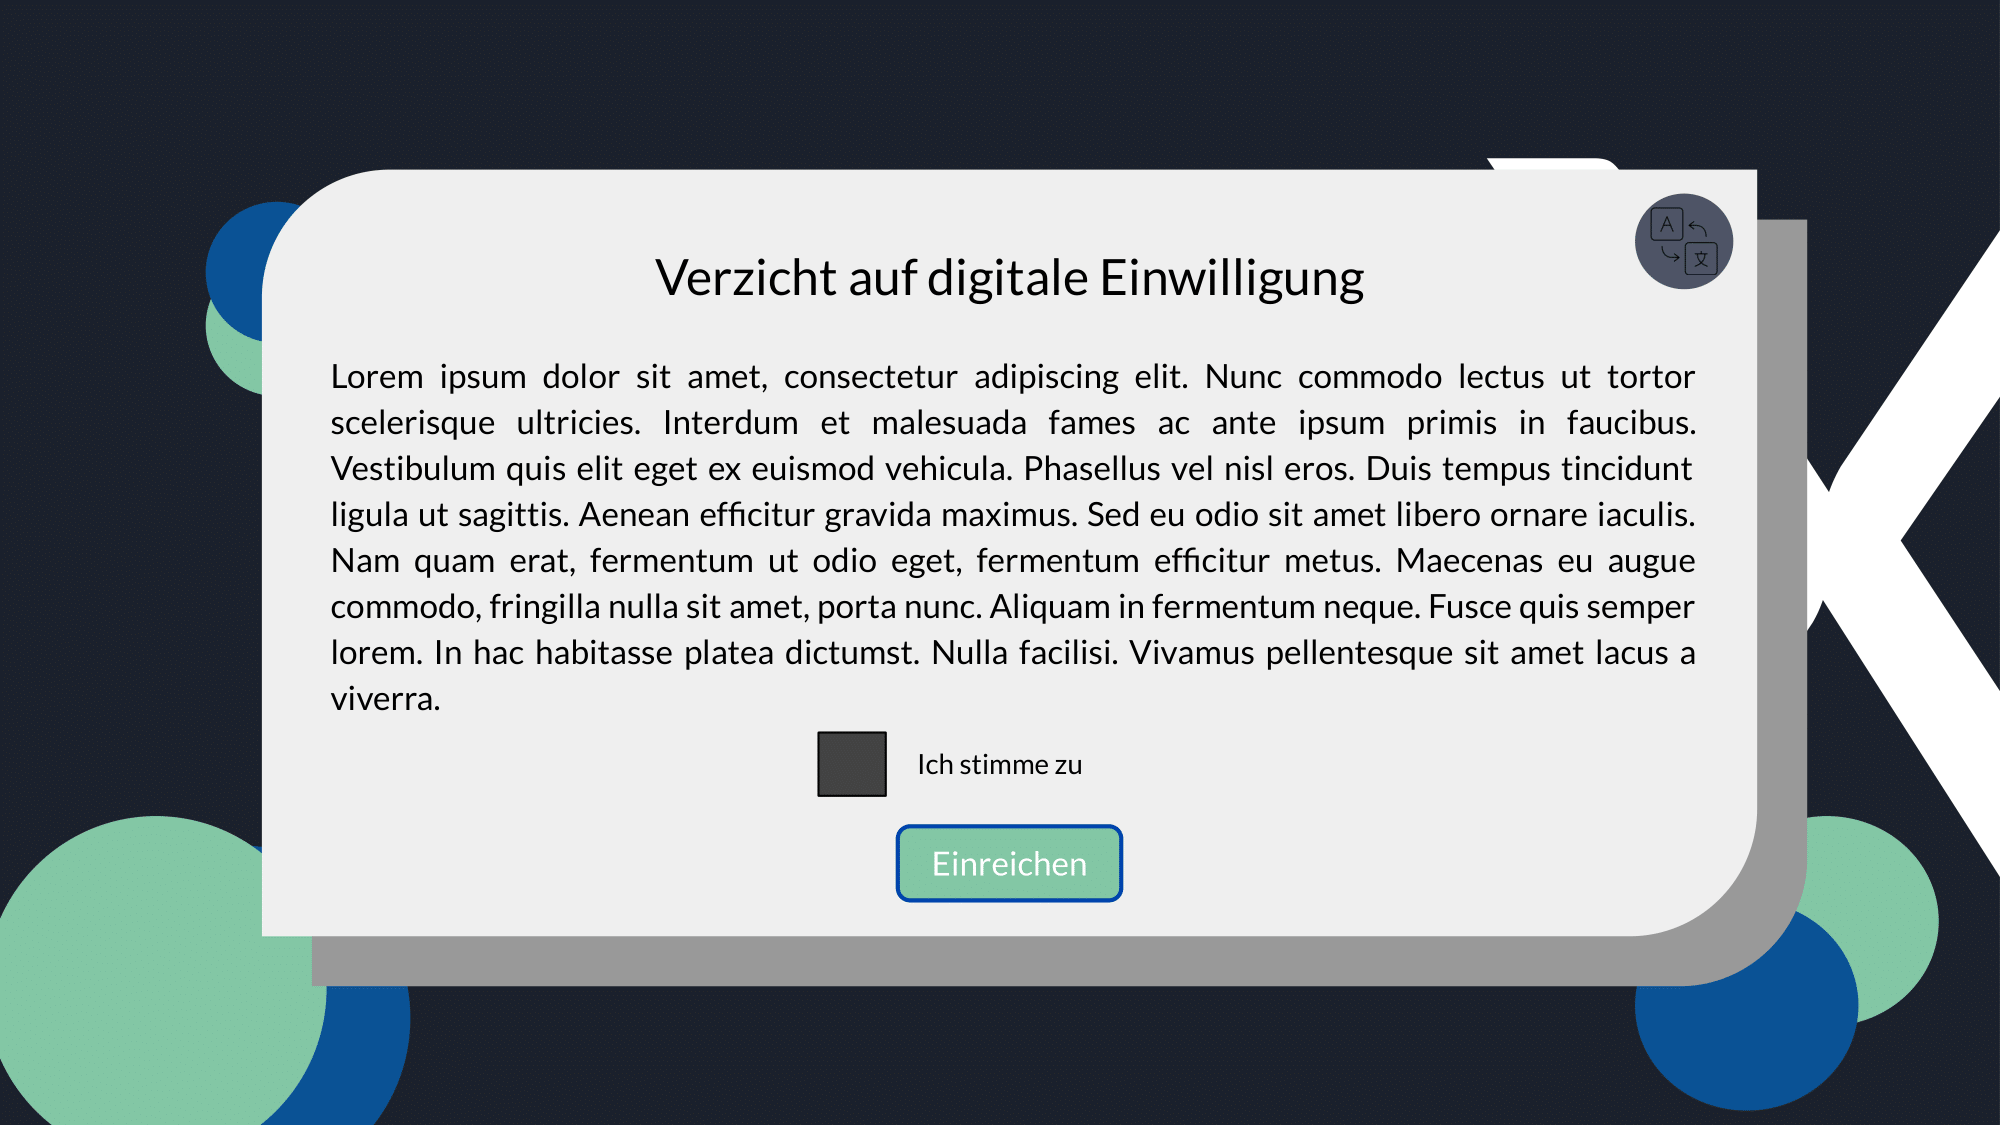 Verzicht auf digitale Einwilligung
Lorem ipsum dolor sit amet, consectetur adipiscing elit. Nunc commodo lectus ut tortor
scelerisque ultricies. Interdum et malesuada fames ac ante ipsum primis in faucibus.
Vestibulum quis elit eget ex euismod vehicula. Phasellus vel nisl eros. Duis tempus tincidunt
ligula ut sagittis. Aenean efficitur gravida maximus. Sed eu odio sit amet libero ornare iaculis.
Nam quam erat, fermentum ut odio eget, fermentum efficitur metus. Maecenas eu augue
commodo, fringilla nulla sit amet, porta nunc. Aliquam in fermentum neque. Fusce quis semper
lorem. In hac habitasse platea dictumst. Nulla facilisi. Vivamus pellentesque sit amet lacus a
viverra.
Ich stimme zu
Einreichen
A
文